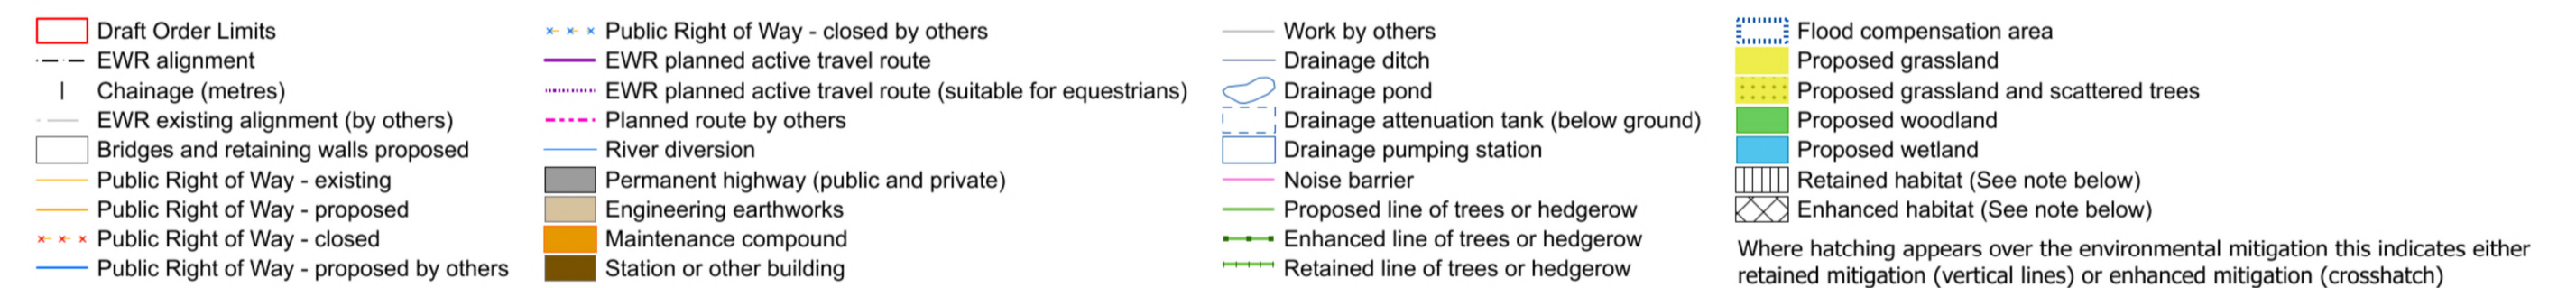 Draft Order Limits
EWR alignment
Chainage (metres)
EWR existing alignment (by others)
Bridges and retaining walls proposed
Public Right of Way - existing
Public Right of Way - proposed
Public Right of Way - closed
Public Right of Way - proposed by others
Public Right of Way - closed by others
EWR planned active travel route
EWR planned active travel route (suitable for equestrians)
Planned route by others
River diversion
Permanent highway (public and private)
Engineering earthworks
Maintenance compound
Station or other building
Work by others
Drainage ditch
Drainage pond
Drainage attenuation tank (below ground)
Drainage pumping station
Noise barrier
Proposed line of trees or hedgerow
Enhanced line of trees or hedgerow
Retained line of trees or hedgerow
Flood compensation area
Proposed grassland
Proposed grassland and scattered trees
Proposed woodland
Proposed wetland
Retained habitat (See note below)
Enhanced habitat (See note below)
Where hatching appears over the environmental mitigation this indicates either
retained mitigation (vertical lines) or enhanced mitigation (crosshatch)